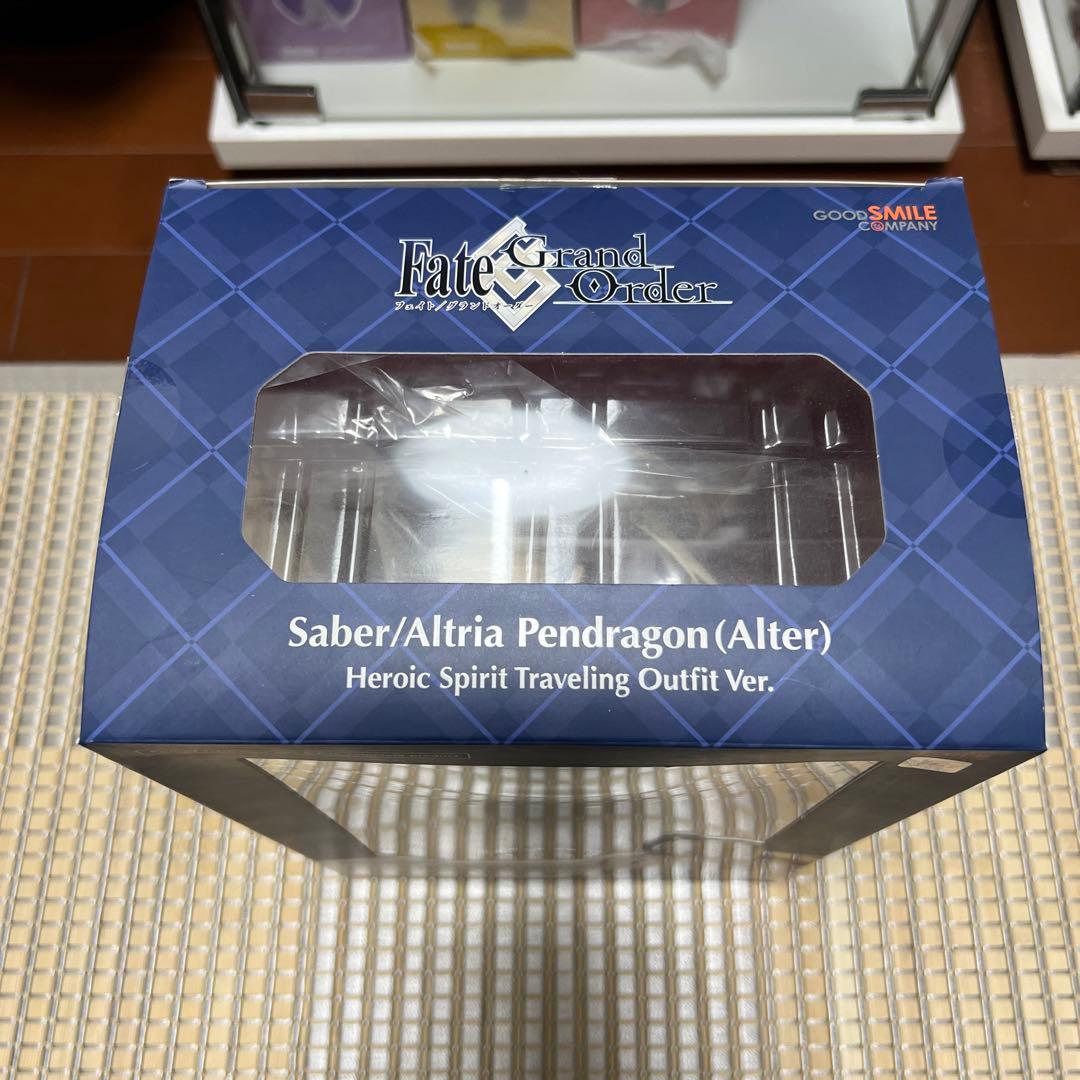 GOOD SMILE
COMPANY
Fate Grand
Order
フェイト/グランドオーダー
Saber/Altria Pendragon (Alter)
Heroic Spirit Traveling Outfit Ver.